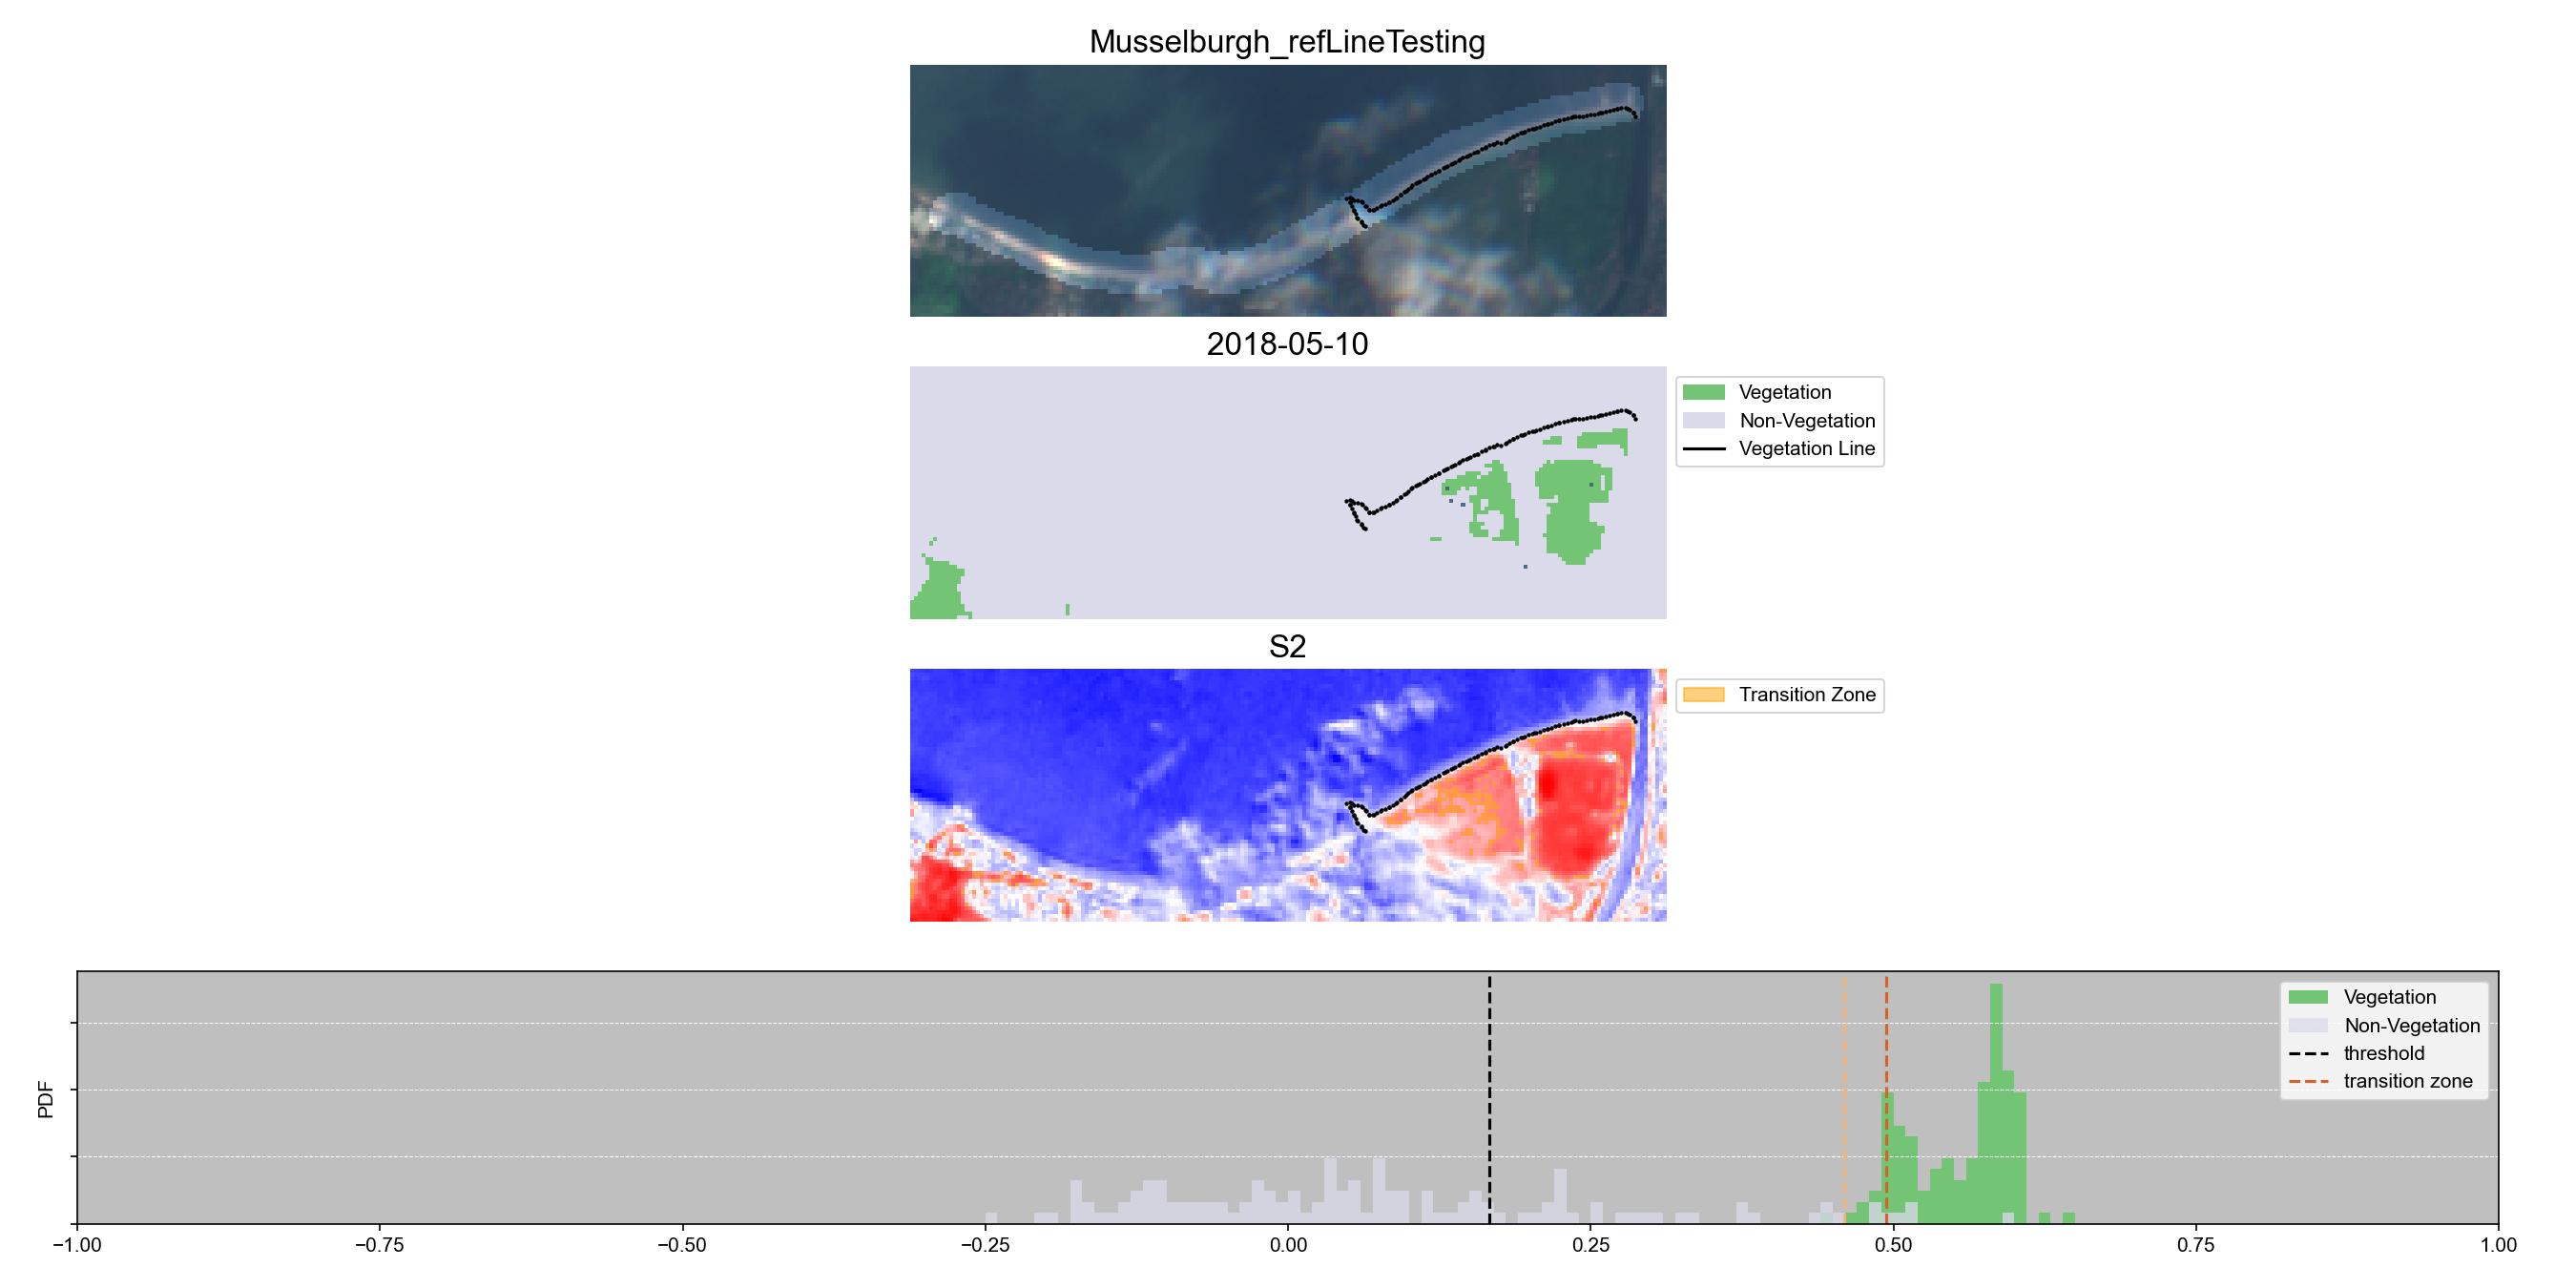 Musselburgh_refLineTesting
2018-05-10
Vegetation
Non-Vegetation
Vegetation Line
S2
Transition Zone
PDF
Vegetation
Non-Vegetation
threshold
transition zone
−1.00 −0.75 −0.50 −0.25 0.00 0.25 0.50 0.75 1.00